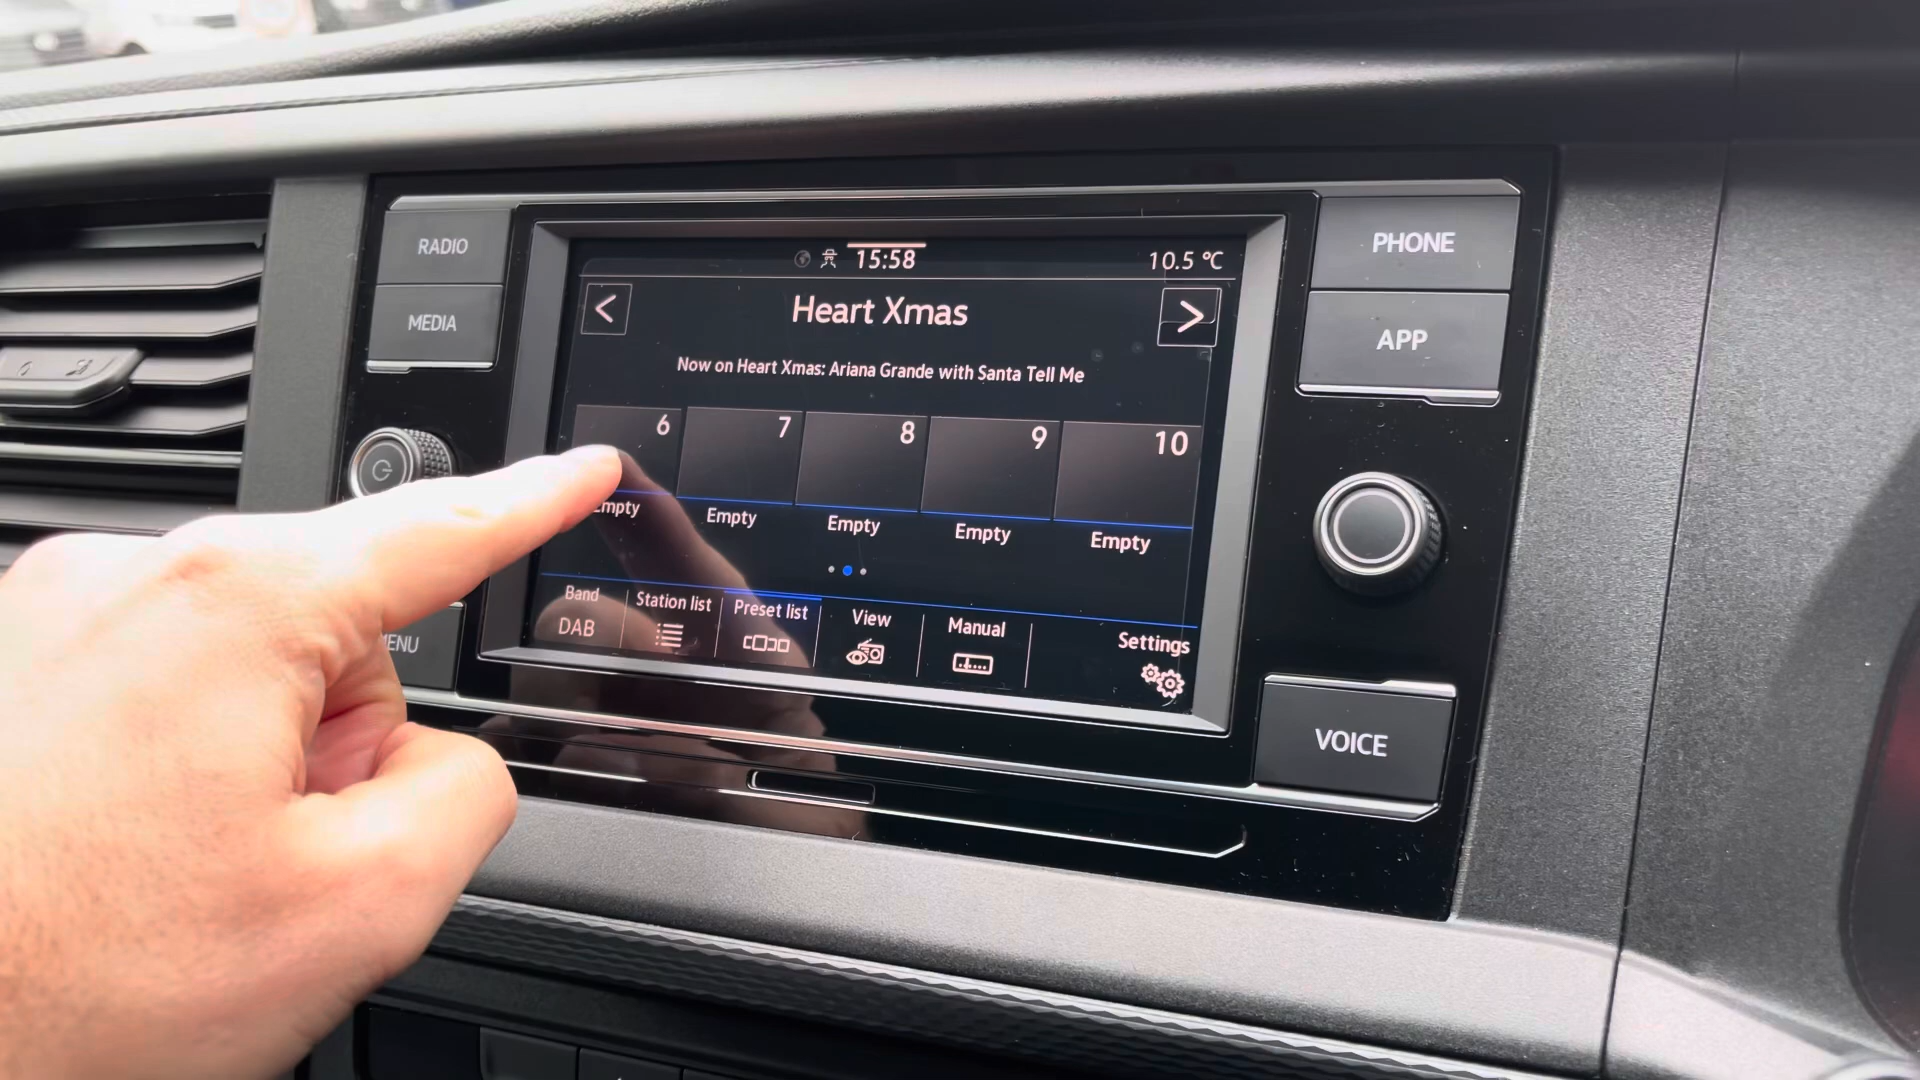 RADIO
MEDIA
MENU
15:58
10.5 °C
<
Heart Xmas
>
Now on Heart Xmas: Ariana Grande with Santa Tell Me
6
7
8
9
10
Empty
Empty
Empty
Empty
Empty
Band
DAB
Station list
Preset list
View
Manual
Settings
PHONE
APP
VOICE